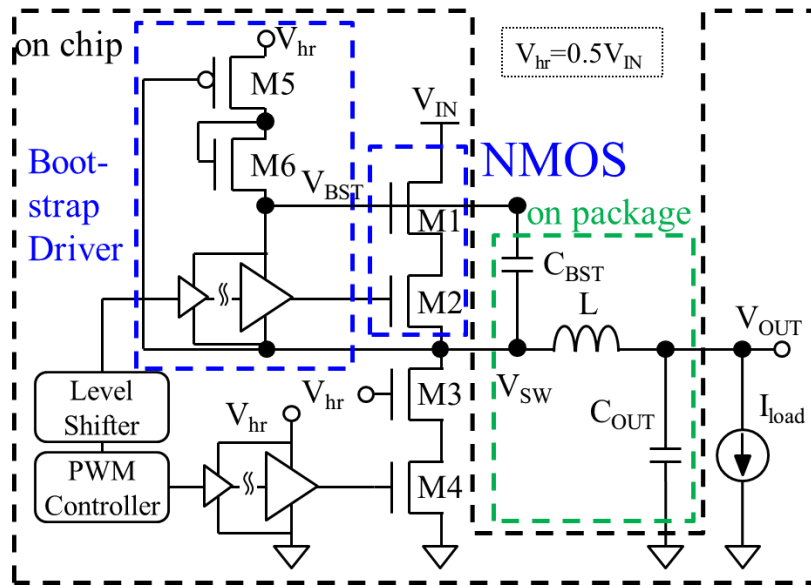 on chip
V_hr
V_hr=0.5V_IN
M5
V_IN
Boot-
strap
Driver
M6
V_BST
NMOS
M1
on package
C_BST
M2
L
V_OUT
Level
Shifter
V_hr
V_hr
M3
V_SW
C_OUT
I_load
PWM
Controller
M4